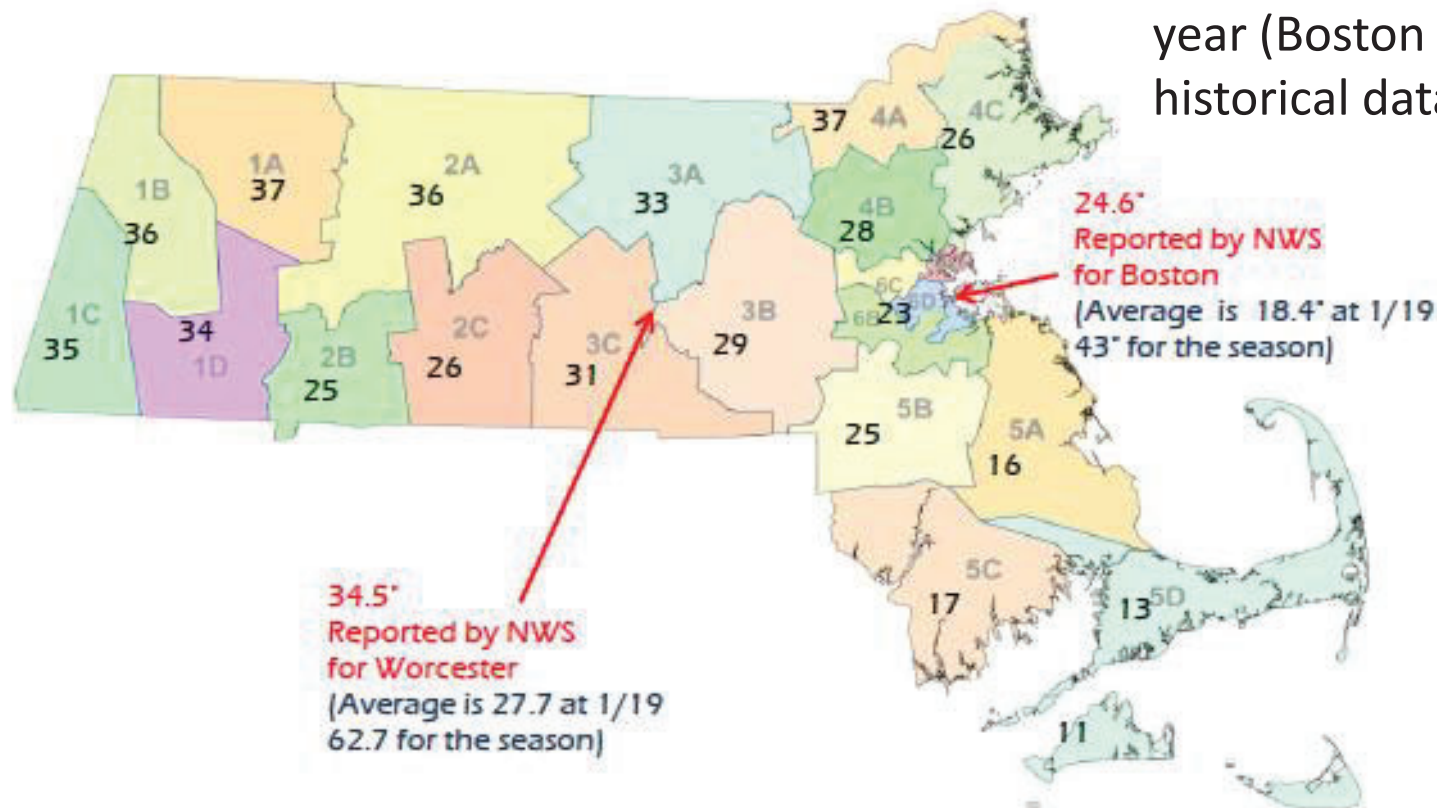 year (Boston
historical data
4A
37
4C
26
1A
37
2A
36
3A
33
1B
36
4B
28
24.6"
Reported by NWS
for Boston
(Average is 18.4" at 1/19
43" for the season)
6C
6D
6B
23
1C
35
34
1D
2B
25
2C
26
3C
31
3B
29
5B
25
5A
16
5C
17
5D
13
11
34.5"
Reported by NWS
for Worcester
(Average is 27.7 at 1/19
62.7 for the season)